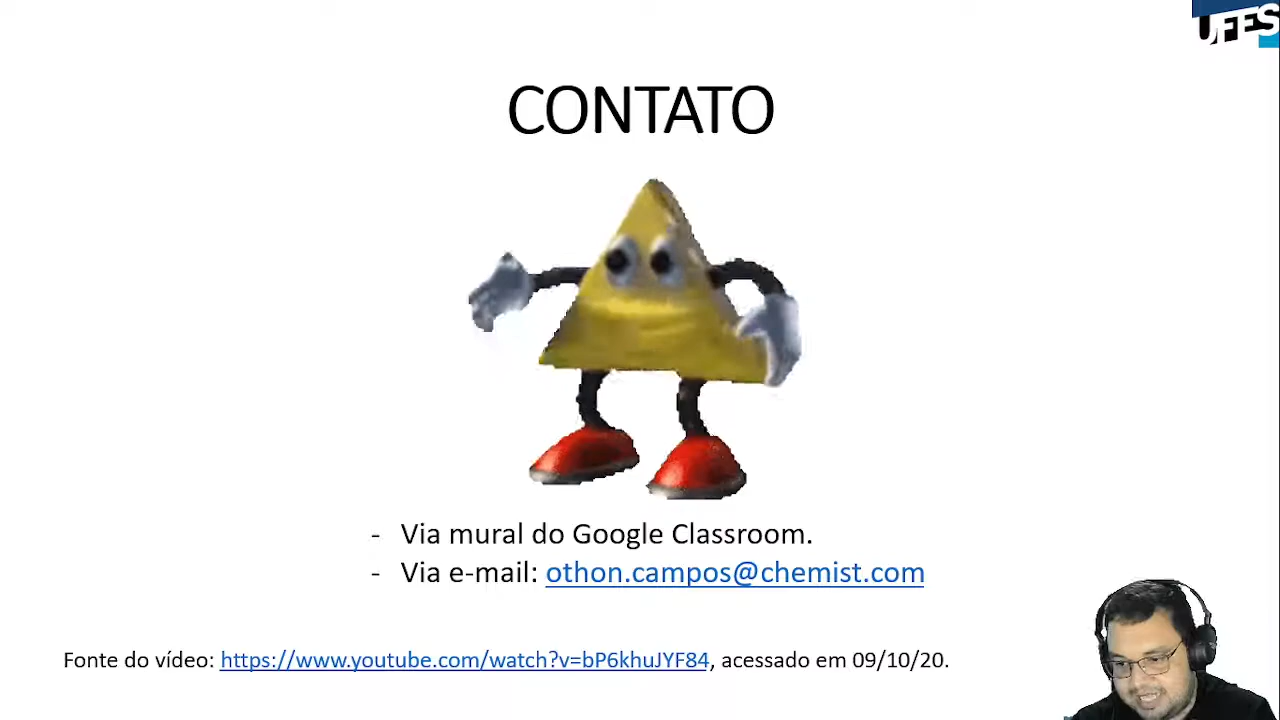 UFES
CONTATO
- Via mural do Google Classroom.
- Via e-mail: othon.campos@chemist.com
Fonte do vídeo: https://www.youtube.com/watch?v=bP6khuJYF84, acessado em 09/10/20.